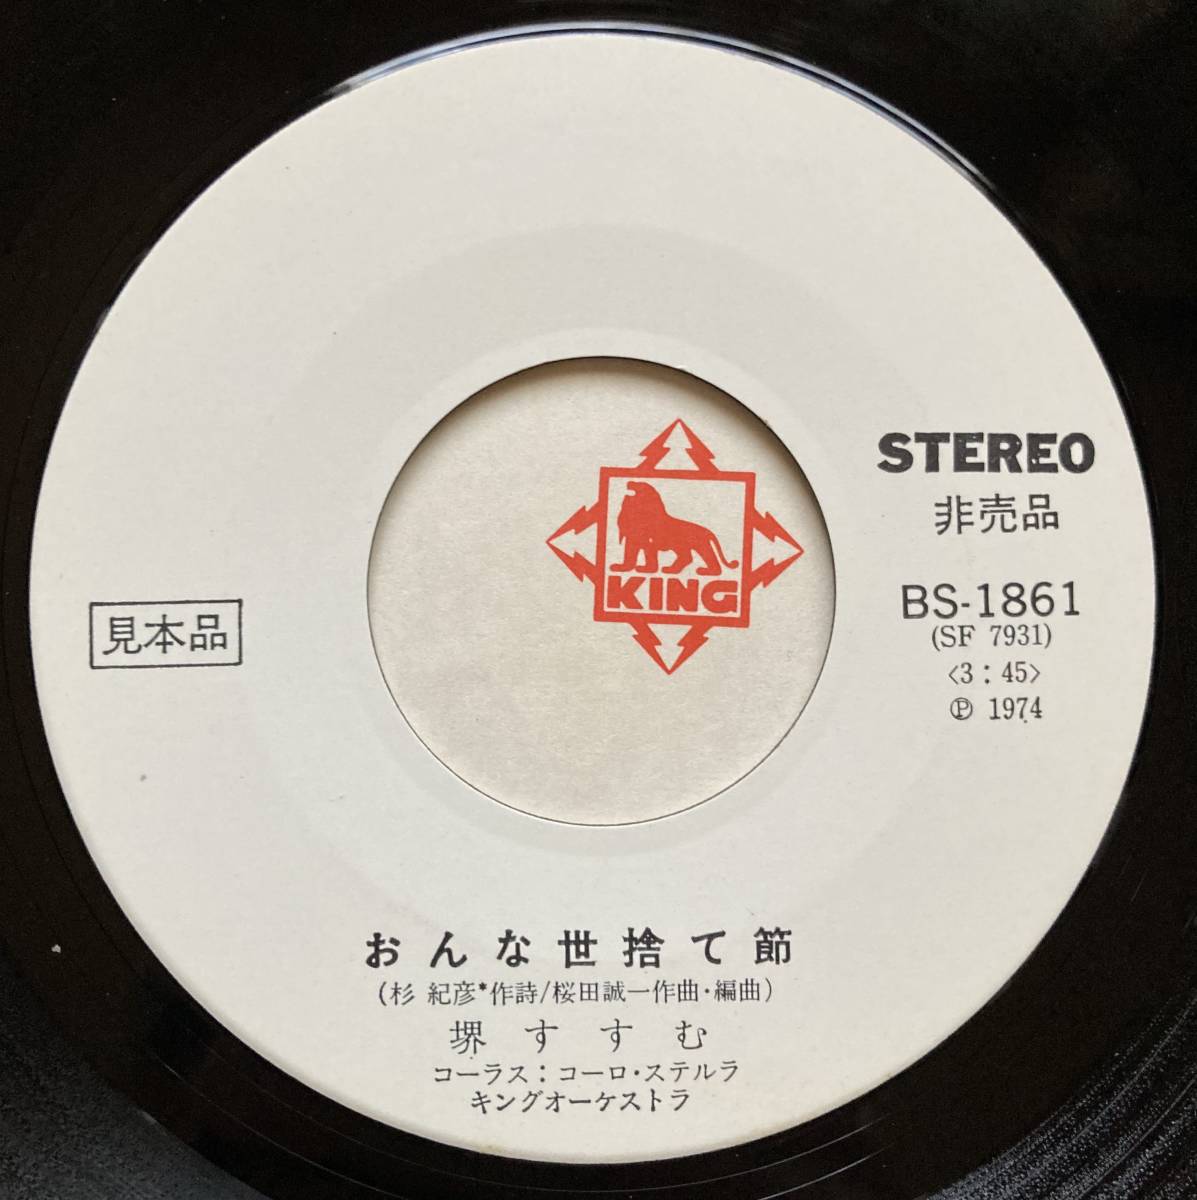 STEREO
非売品
KING
BS-1861
(SF 7931)
見本品
〈3:45〉
Ⓟ 1974
おんな世捨て節
(杉 紀彦*作詩/桜田誠一作曲・編曲)
堺すすむ
コーラス:コーロ・ステルラ
キングオーケストラ